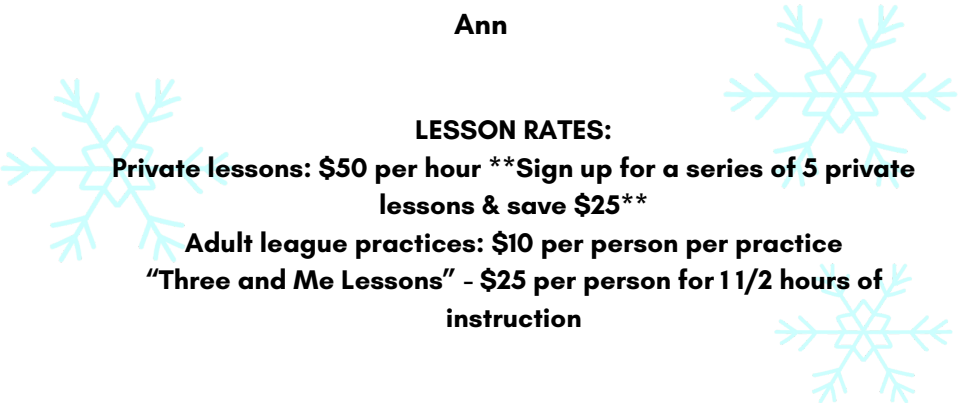 Ann
LESSON RATES:
Private lessons: $50 per hour **Sign up for a series of 5 private
lessons & save $25**
Adult league practices: $10 per person per practice
“Three and Me Lessons” - $25 per person for 1 1/2 hours of
instruction